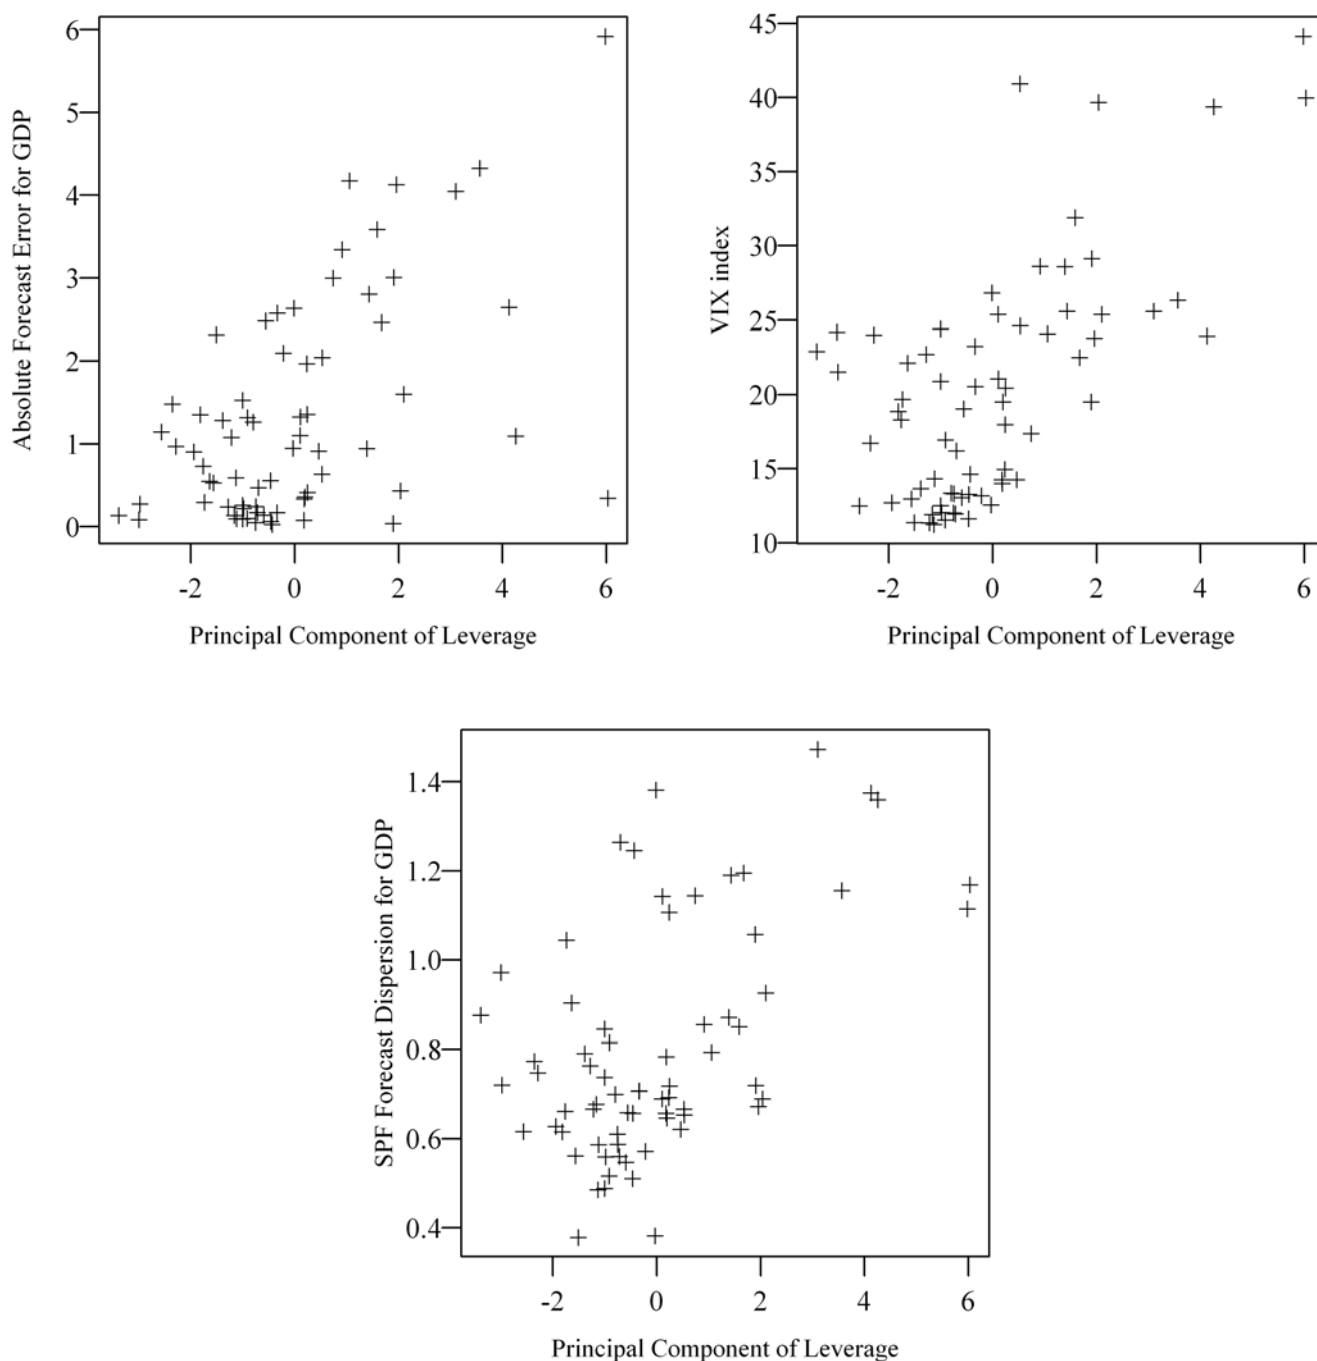 6
5
4
3
2
1
0
Absolute Forecast Error for GDP
-2 0 2 4 6
Principal Component of Leverage
45
40
35
30
25
20
15
10
VIX index
-2 0 2 4 6
Principal Component of Leverage
1.4
1.2
1.0
0.8
0.6
0.4
SPF Forecast Dispersion for GDP
-2 0 2 4 6
Principal Component of Leverage